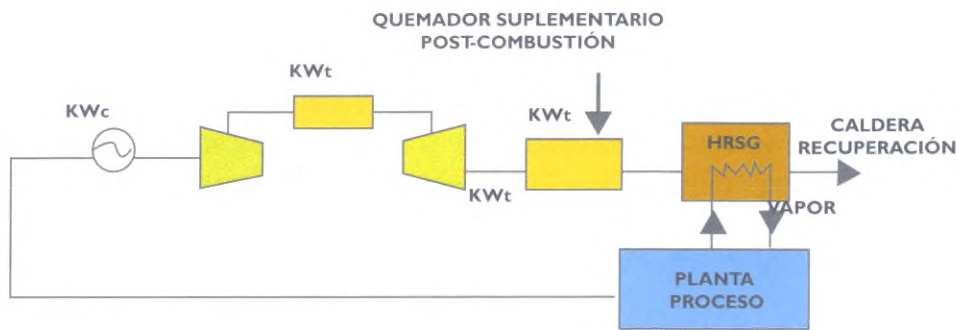 QUEMADOR SUPLEMENTARIO
POST-COMBUSTIÓN
KWt
KWc
KWt
CALDERA
RECUPERACIÓN
HRSG
KWt
VAPOR
PLANTA
PROCESO